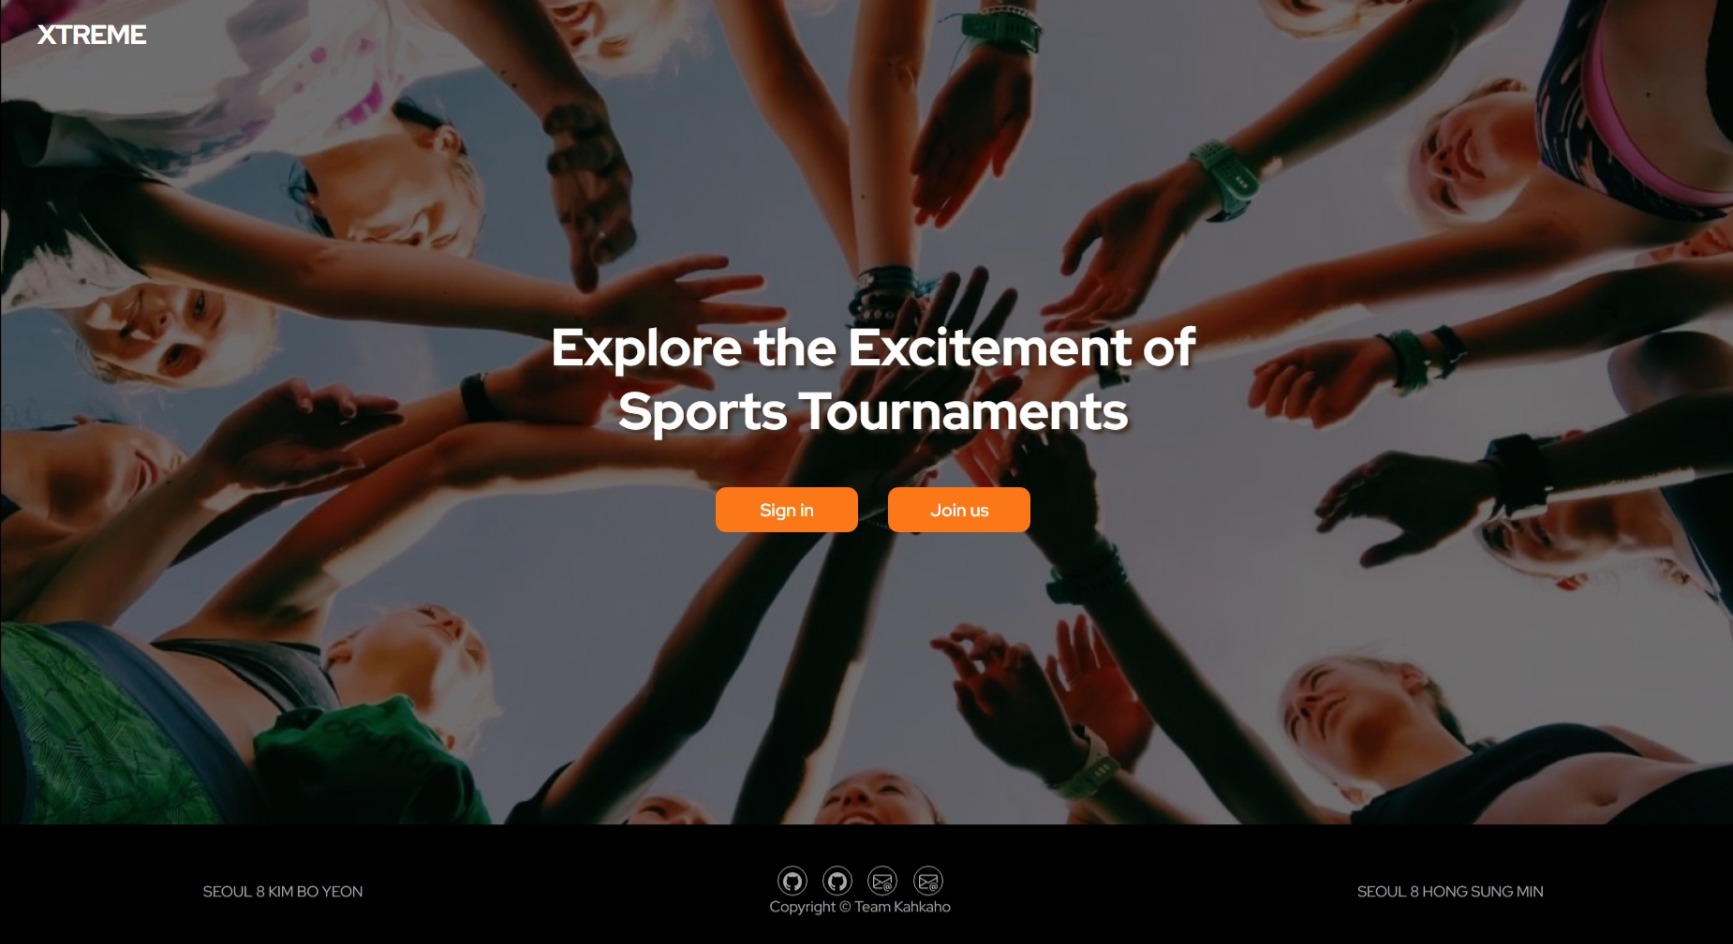 XTREME
Explore the Excitement of
Sports Tournaments
Sign in
Join us
SEOUL 8 KIM BO YEON
Copyright © Team Kahkaho
SEOUL 8 HONG SUNG MIN